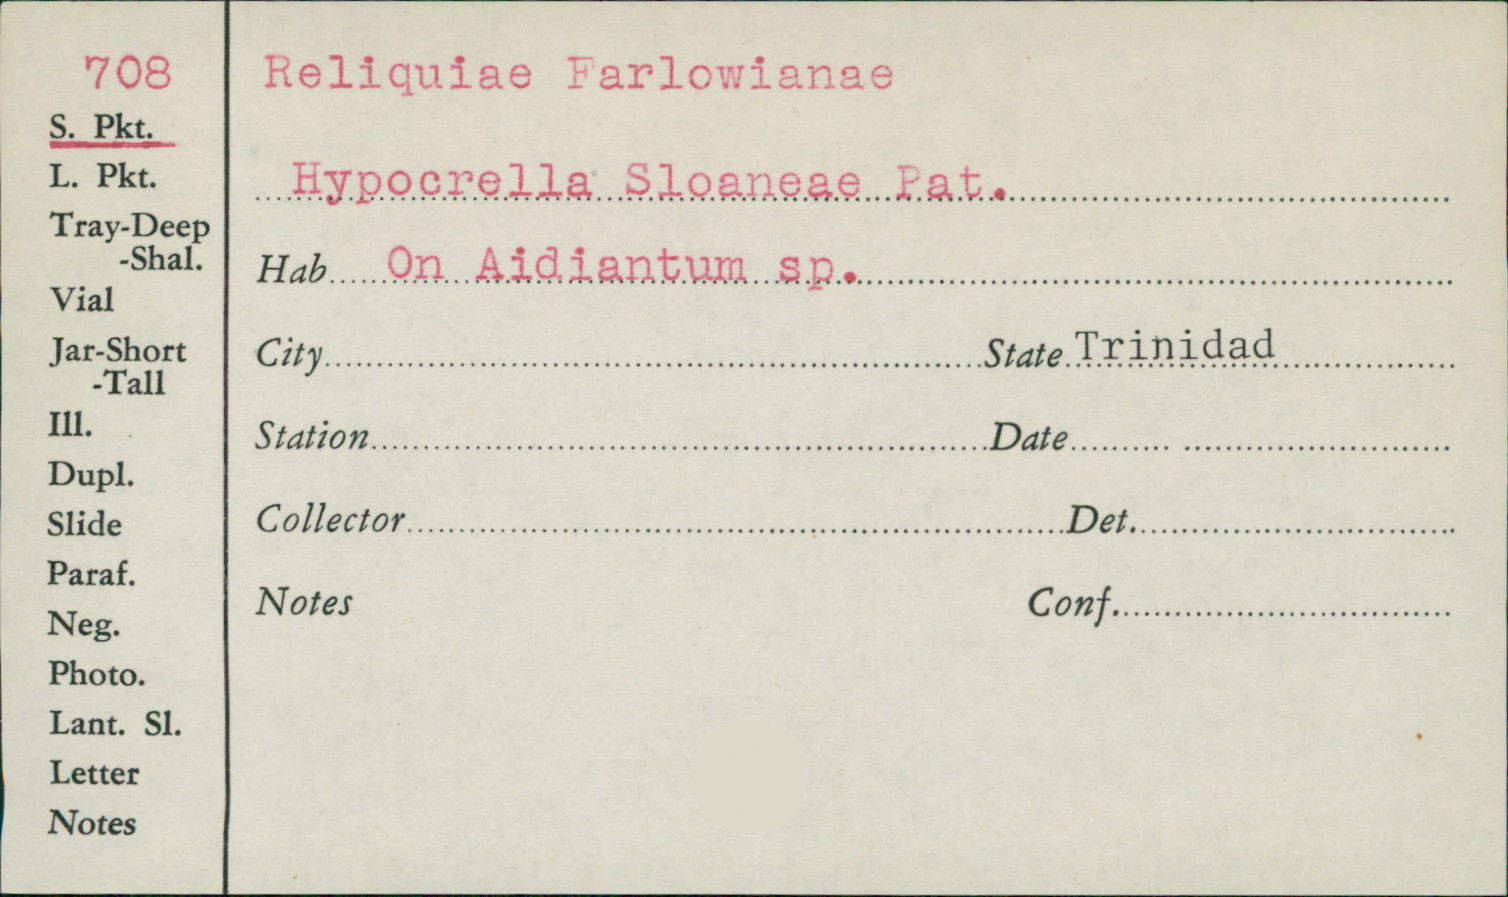 708
S. Pkt.
L. Pkt.
Tray-Deep
-Shal.
Vial
Jar-Short
-Tall
Ill.
Dupl.
Slide
Paraf.
Neg.
Photo.
Lant. Sl.
Letter
Notes
Reliquiae Farlowianae
Hypocrella Sloaneae Pat.
Hab On Aidiantum sp.
City State Trinidad
Station Date
Collector Det.
Notes Conf.